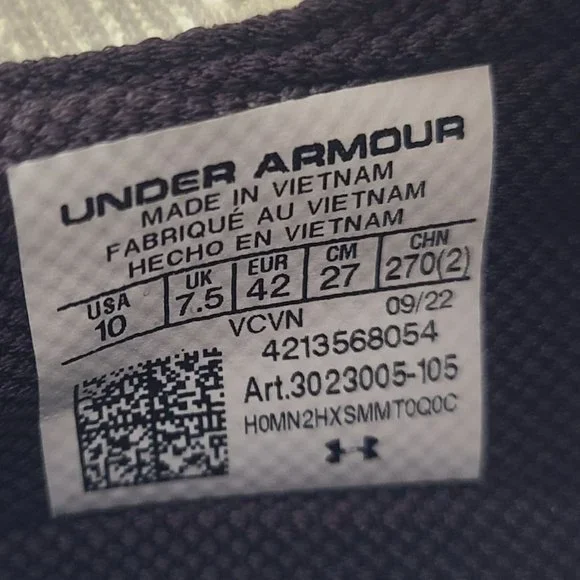 UNDER ARMOUR
MADE IN VIETNAM
FABRIQUÉ AU VIETNAM
HECHO EN VIETNAM
USA UK EUR CM CHN
10 7.5 42 27 270(2)
VCVN 09/22
4213568054
Art.3023005-105
H0MN2HXSMMT0Q0C